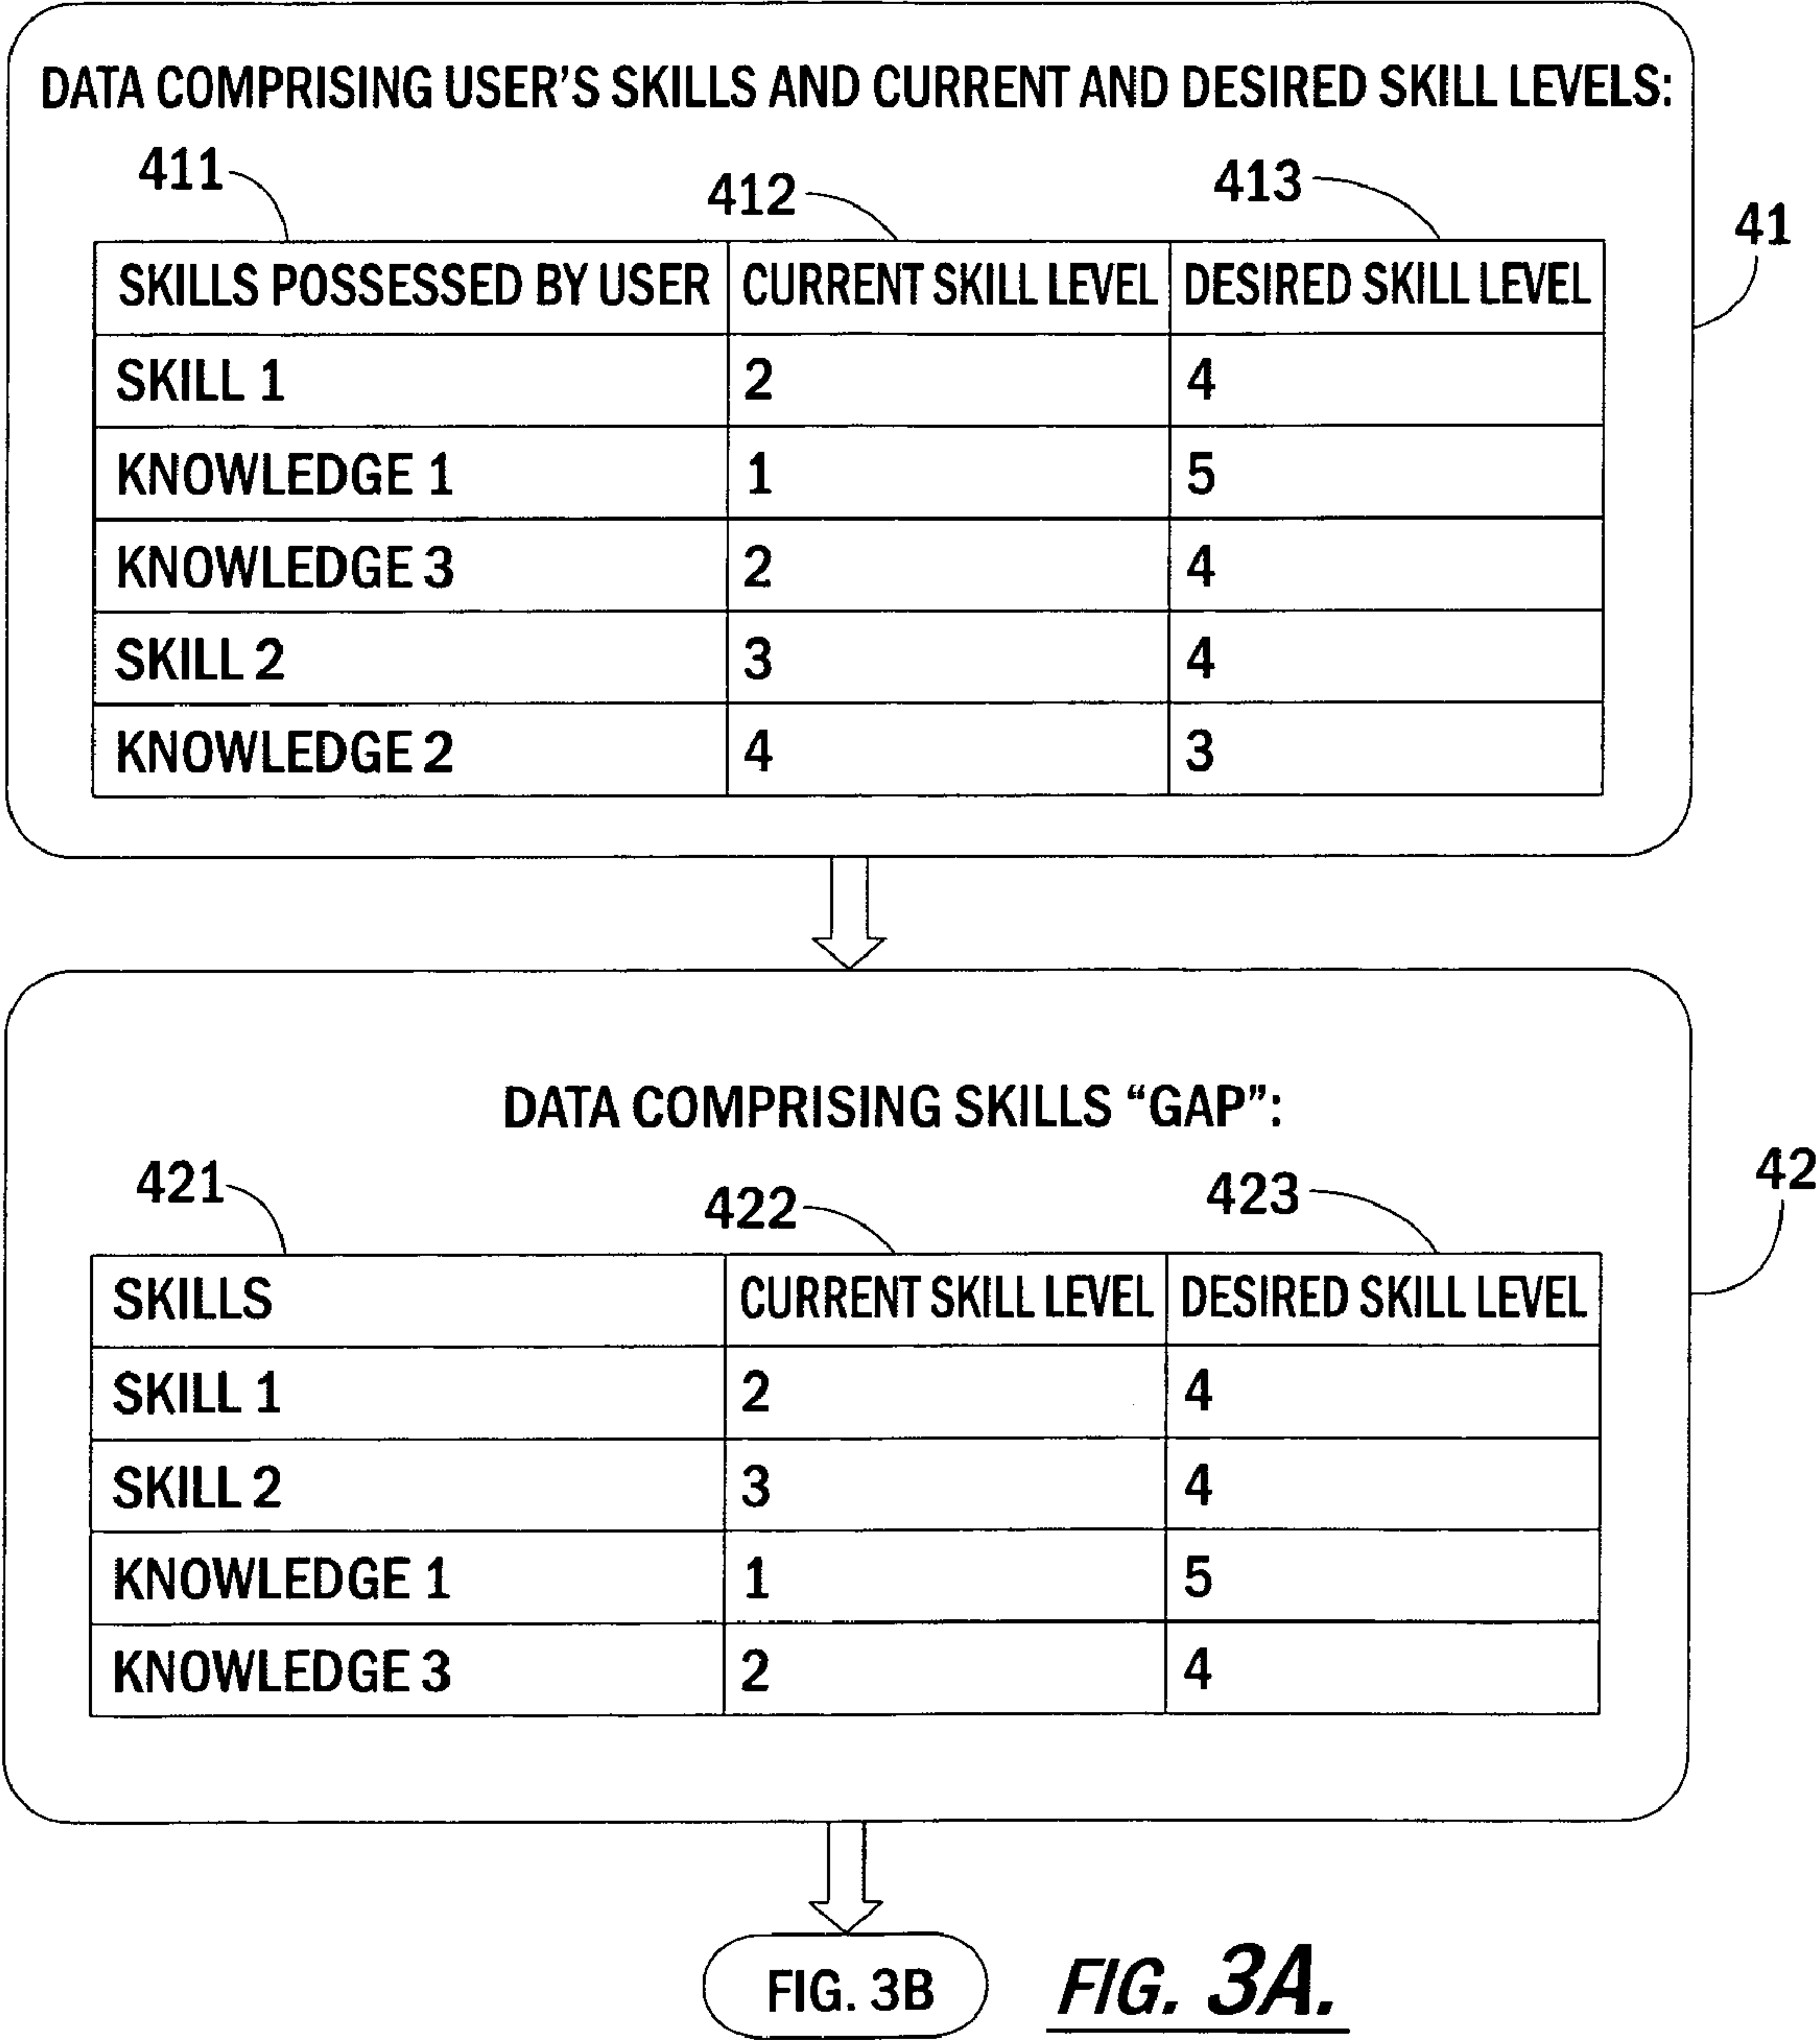 DATA COMPRISING USER’S SKILLS AND CURRENT AND DESIRED SKILL LEVELS:
411 412 413
41
SKILLS POSSESSED BY USER CURRENT SKILL LEVEL DESIRED SKILL LEVEL
SKILL 1 2 4
KNOWLEDGE 1 1 5
KNOWLEDGE 3 2 4
SKILL 2 3 4
KNOWLEDGE 2 4 3
DATA COMPRISING SKILLS “GAP”:
421 422 423
42
SKILLS CURRENT SKILL LEVEL DESIRED SKILL LEVEL
SKILL 1 2 4
SKILL 2 3 4
KNOWLEDGE 1 1 5
KNOWLEDGE 3 2 4
FIG. 3B
FIG. 3A.